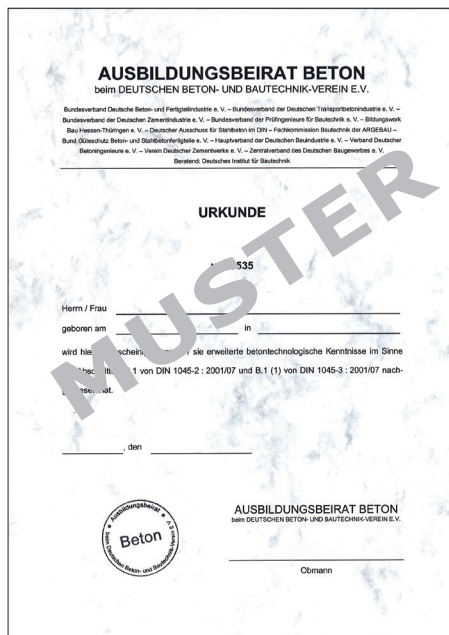 AUSBILDUNGSBEIRAT BETON
beim DEUTSCHEN BETON- UND BAUTECHNIK-VEREIN E.V.
Bundesverband Deutsche Beton- und Fertigteilindustrie e. V. – Bundesverband der Deutschen Transportbetonindustrie e. V. –
Bundesverband der Deutschen Zementindustrie e. V. – Bundesverband der Prüfingenieure für Bautechnik e. V. – Bildungswerk
Bau Hessen-Thüringen e. V. – Deutscher Ausschuss für Stahlbeton im DIN – Fachkommission Bautechnik der ARGEBAU –
Bund Güteschutz Beton- und Stahlbetonfertigteile e. V. – Hauptverband der Deutschen Bauindustrie e. V. – Verband Deutscher
Betoningenieure e. V. – Verein Deutscher Zementwerke e. V. – Zentralverband des Deutschen Baugewerbes e. V.
Beratend: Deutsches Institut für Bautechnik
URKUNDE
535
MUSTER
Herrn / Frau
geboren am in
wird sie erweiterte betontechnologische Kenntnisse im Sinne
von DIN 1045-2 : 2001/07 und B.1 (1) von DIN 1045-3 : 2001/07 nach-
hat.
, den
Ausbildungsbeirat
Beton
beim Deutschen Beton- und Bautechnik-Verein E.V.
AUSBILDUNGSBEIRAT BETON
beim DEUTSCHEN BETON- UND BAUTECHNIK-VEREIN E.V.
Obmann